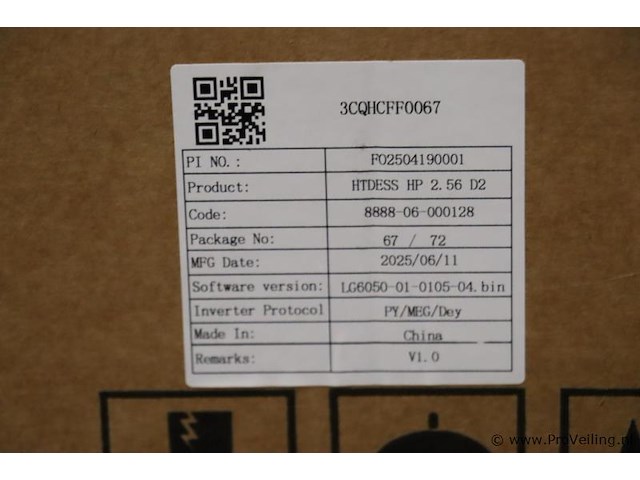 3CQHCFF0067
PI NO.: FO2504190001
Product: HTDESS HP 2.56 D2
Code: 8888-06-000128
Package No: 67 / 72
MFG Date: 2025/06/11
Software version: LG6050-01-0105-04.bin
Inverter Protocol PY/MEG/Dey
Made In: China
Remarks: V1.0
© www.ProVeiling.n